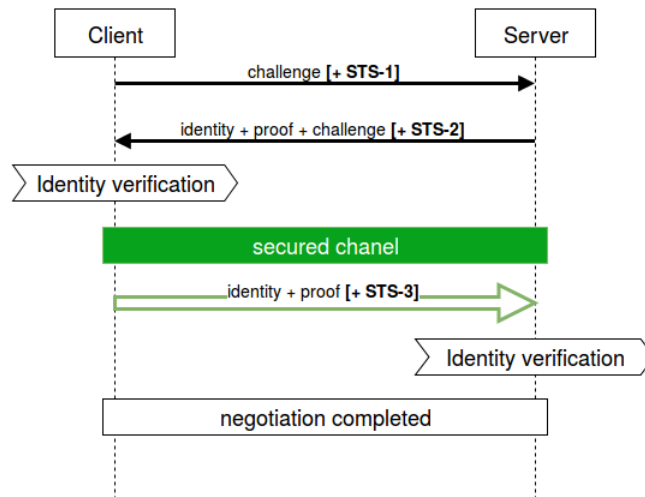 Client
Server
challenge [+ STS-1]
identity + proof + challenge [+ STS-2]
Identity verification
secured chanel
identity + proof [+ STS-3]
Identity verification
negotiation completed